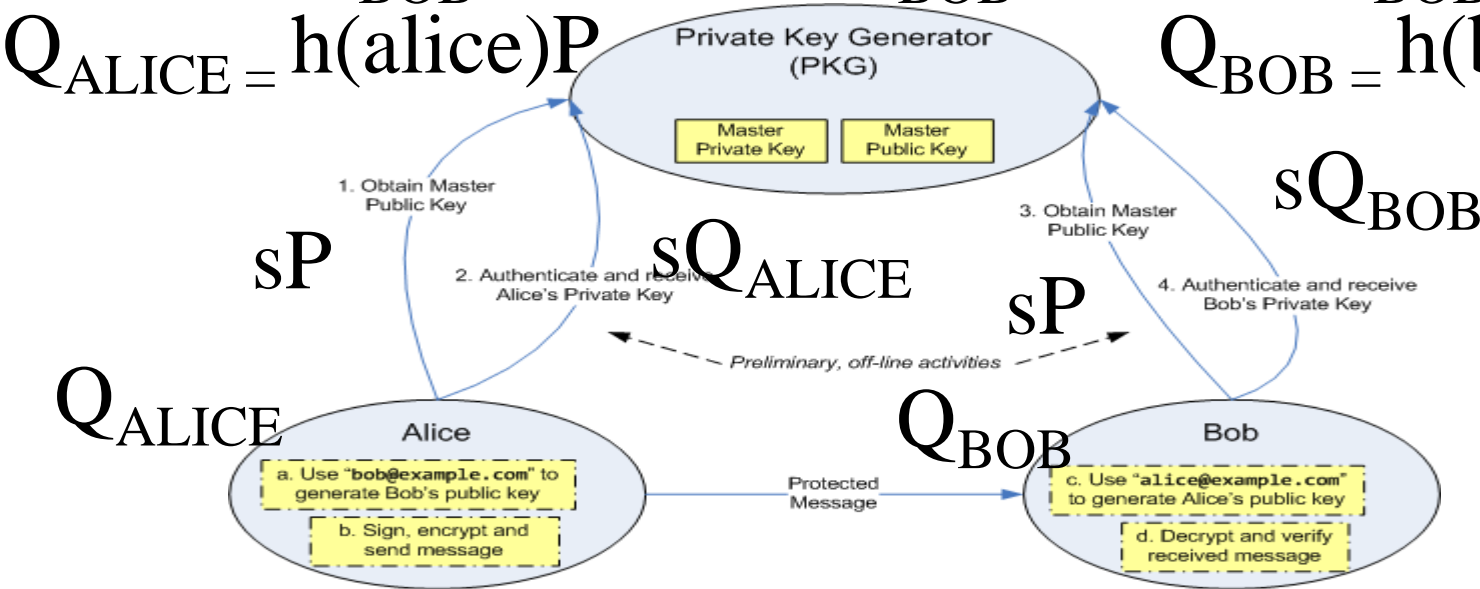 Q_ALICE = h(alice)P
Private Key Generator
(PKG)
Q_BOB = h(
Master
Private Key
Master
Public Key
1. Obtain Master
Public Key
sP
2. Authenticate and receive
Alice's Private Key
sQ_ALICE
3. Obtain Master
Public Key
sP
sQ_BOB
4. Authenticate and receive
Bob's Private Key
Preliminary, off-line activities
Q_ALICE
Alice
a. Use "bob@example.com" to
generate Bob's public key
b. Sign, encrypt and
send message
Protected
Message
Q_BOB
Bob
c. Use "alice@example.com"
to generate Alice's public key
d. Decrypt and verify
received message